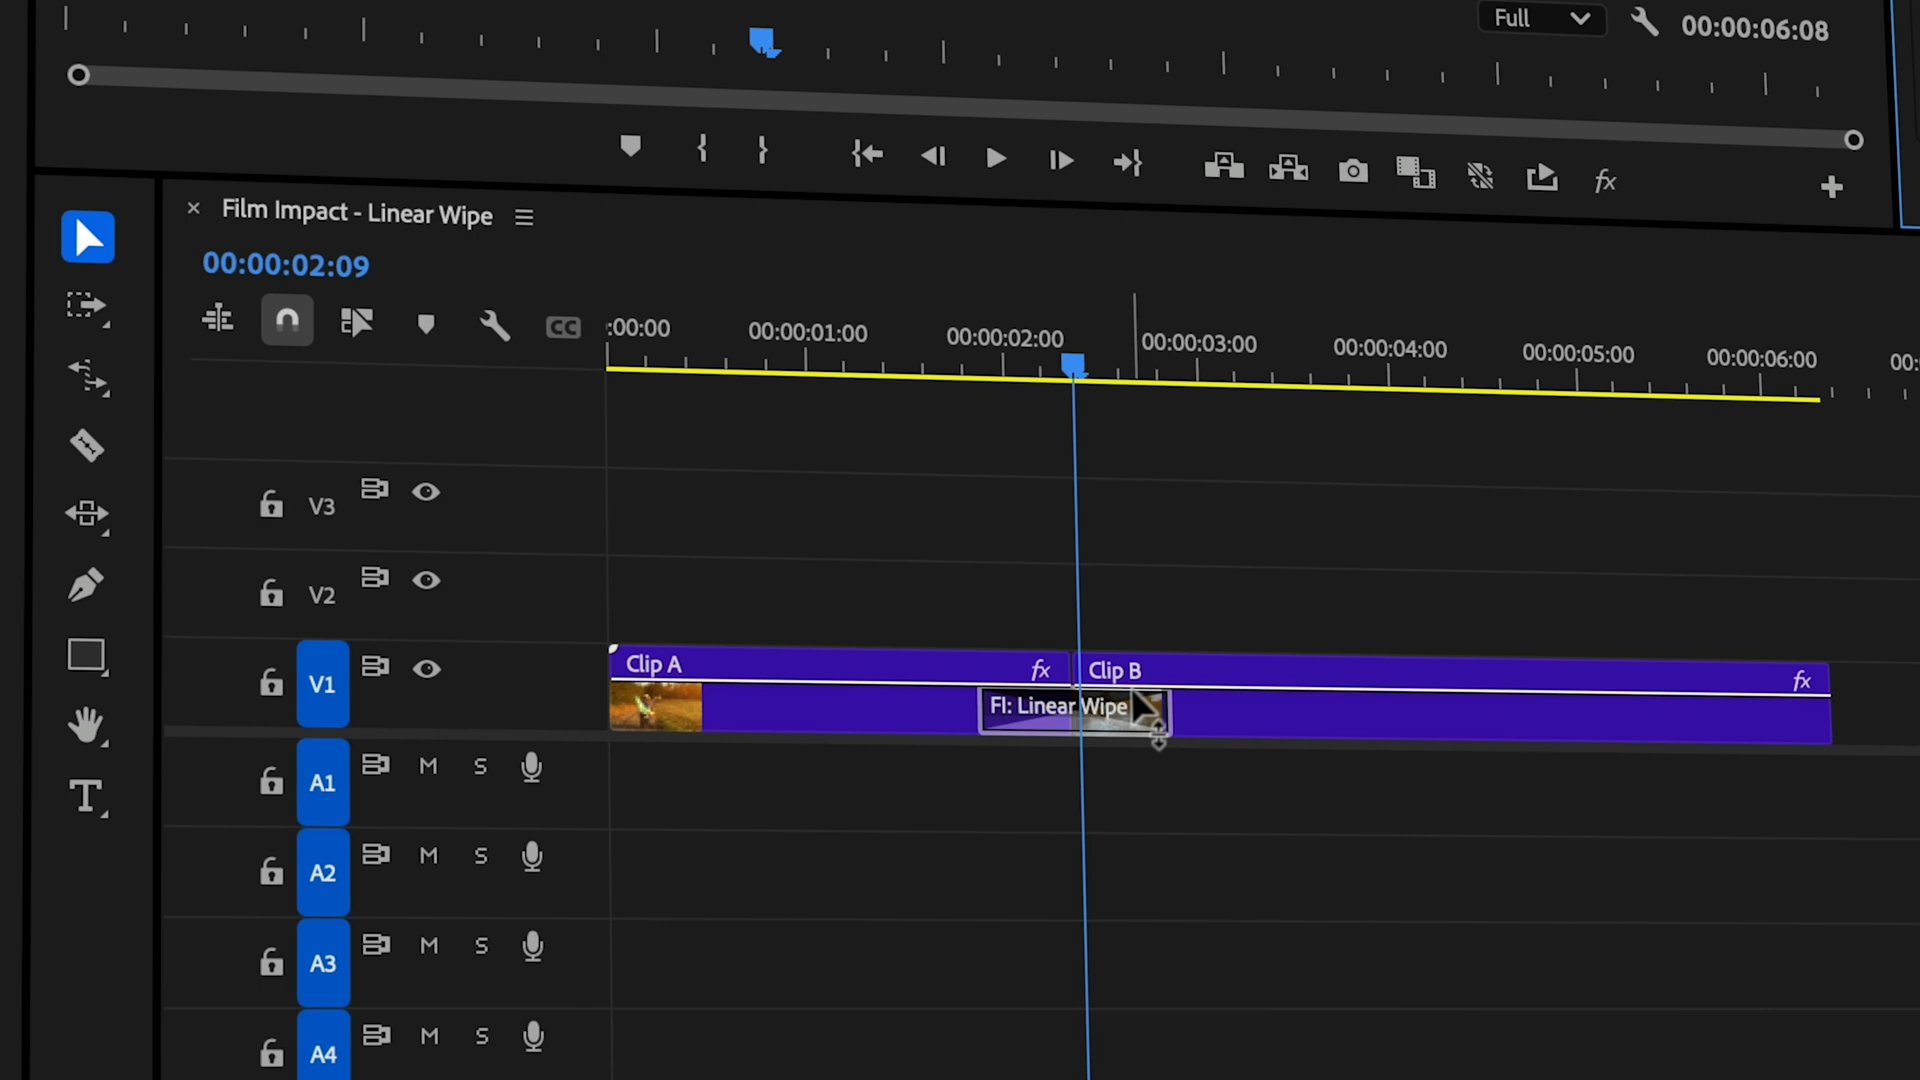 Full
00:00:06:08
fx
Film Impact - Linear Wipe
00:00:02:09
CC
:00:00
00:00:01:00
00:00:02:00
00:00:03:00
00:00:04:00
00:00:05:00
00:00:06:00
00:
V3
V2
V1
Clip A
fx
Clip B
fx
FI: Linear Wipe
A1
M
S
A2
M
S
A3
M
S
A4
M
S
T